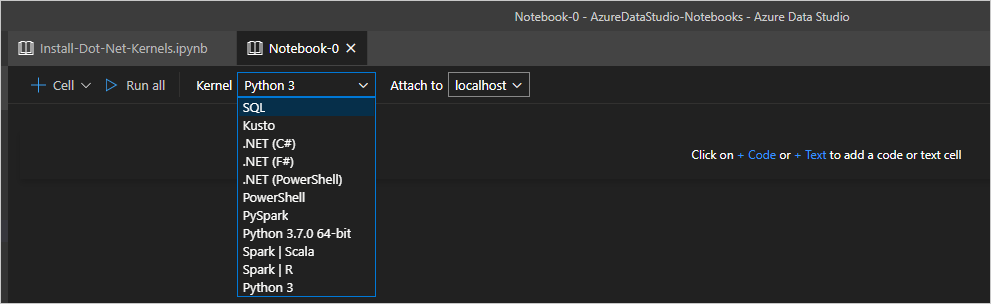 Notebook-0 - AzureDataStudio-Notebooks - Azure Data Studio
Install-Dot-Net-Kernels.ipynb Notebook-0
Cell Run all Kernel Python 3 Attach to localhost
SQL
Kusto
.NET (C#)
.NET (F#)
.NET (PowerShell)
PowerShell
PySpark
Python 3.7.0 64-bit
Spark | Scala
Spark | R
Python 3
Click on + Code or + Text to add a code or text cell